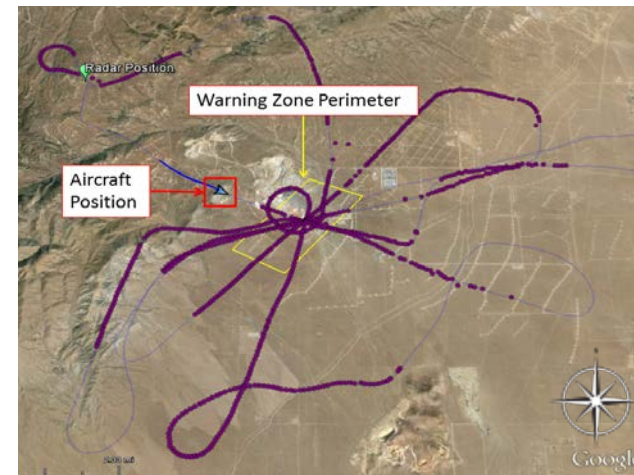 Radar Position
Warning Zone Perimeter
Aircraft
Position
Google